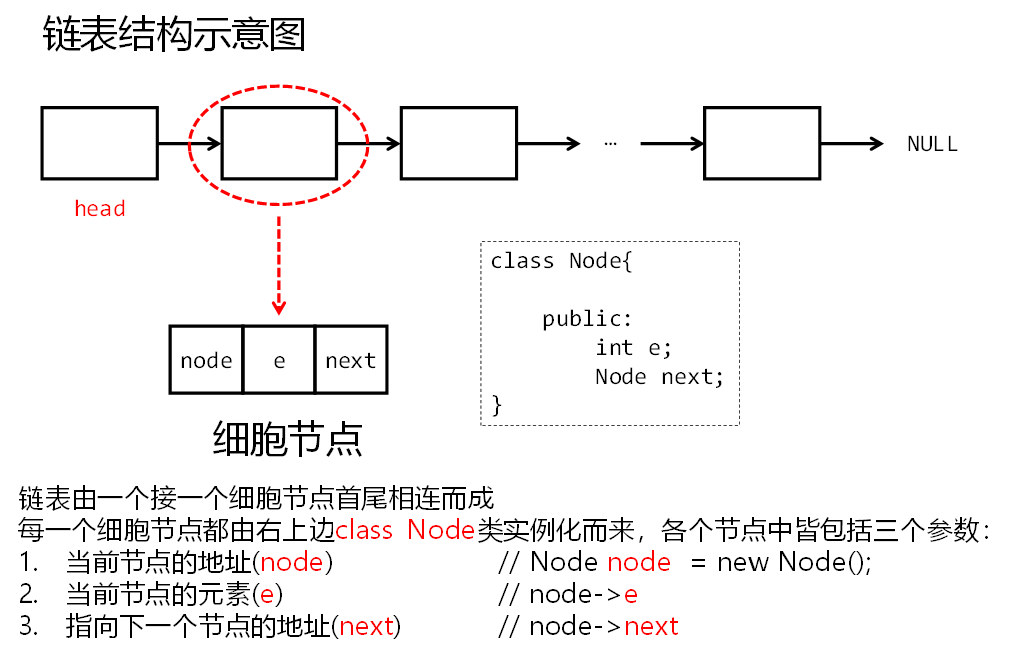 链表结构示意图
… NULL
head
class Node{
public:
int e;
Node next;
}
node e next
细胞节点
链表由一个接一个细胞节点首尾相连而成
每一个细胞节点都由右上边class Node类实例化而来，各个节点中皆包括三个参数：
1. 当前节点的地址(node) // Node node = new Node();
2. 当前节点的元素(e) // node->e
3. 指向下一个节点的地址(next) // node->next